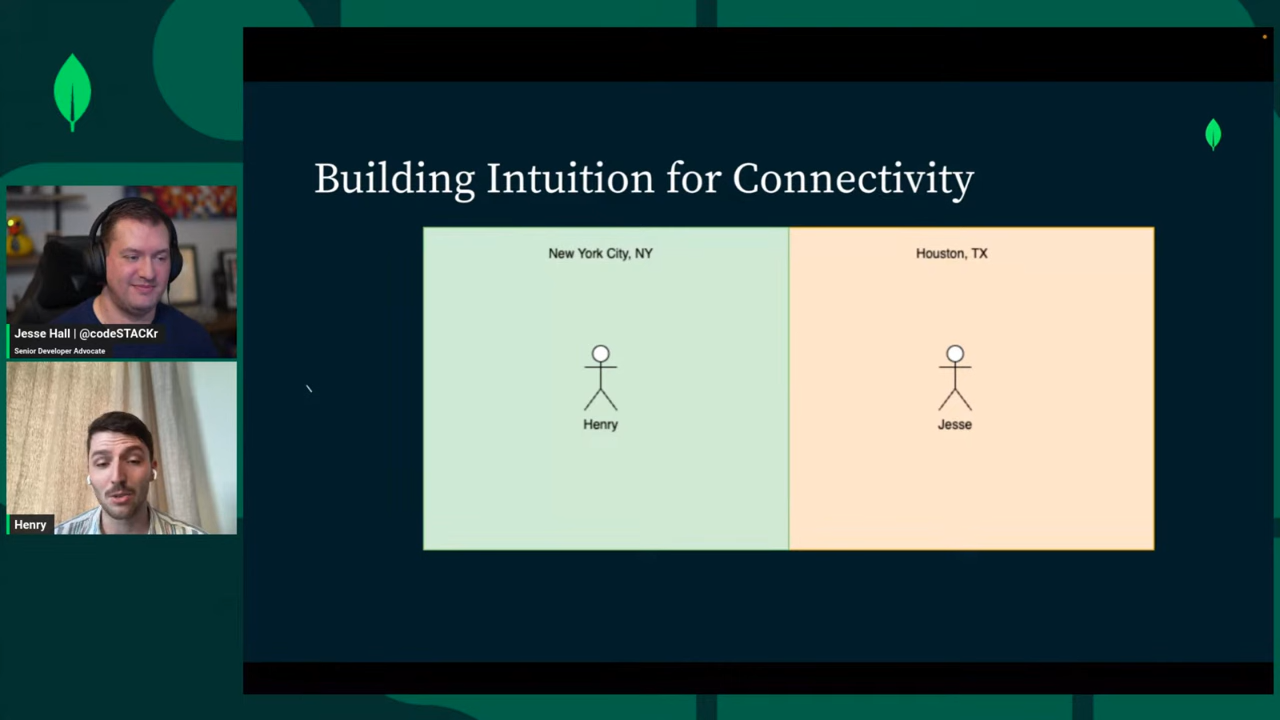 Building Intuition for Connectivity
New York City, NY
Houston, TX
Henry
Jesse
Jesse Hall | @codeSTACKr
Senior Developer Advocate
Henry